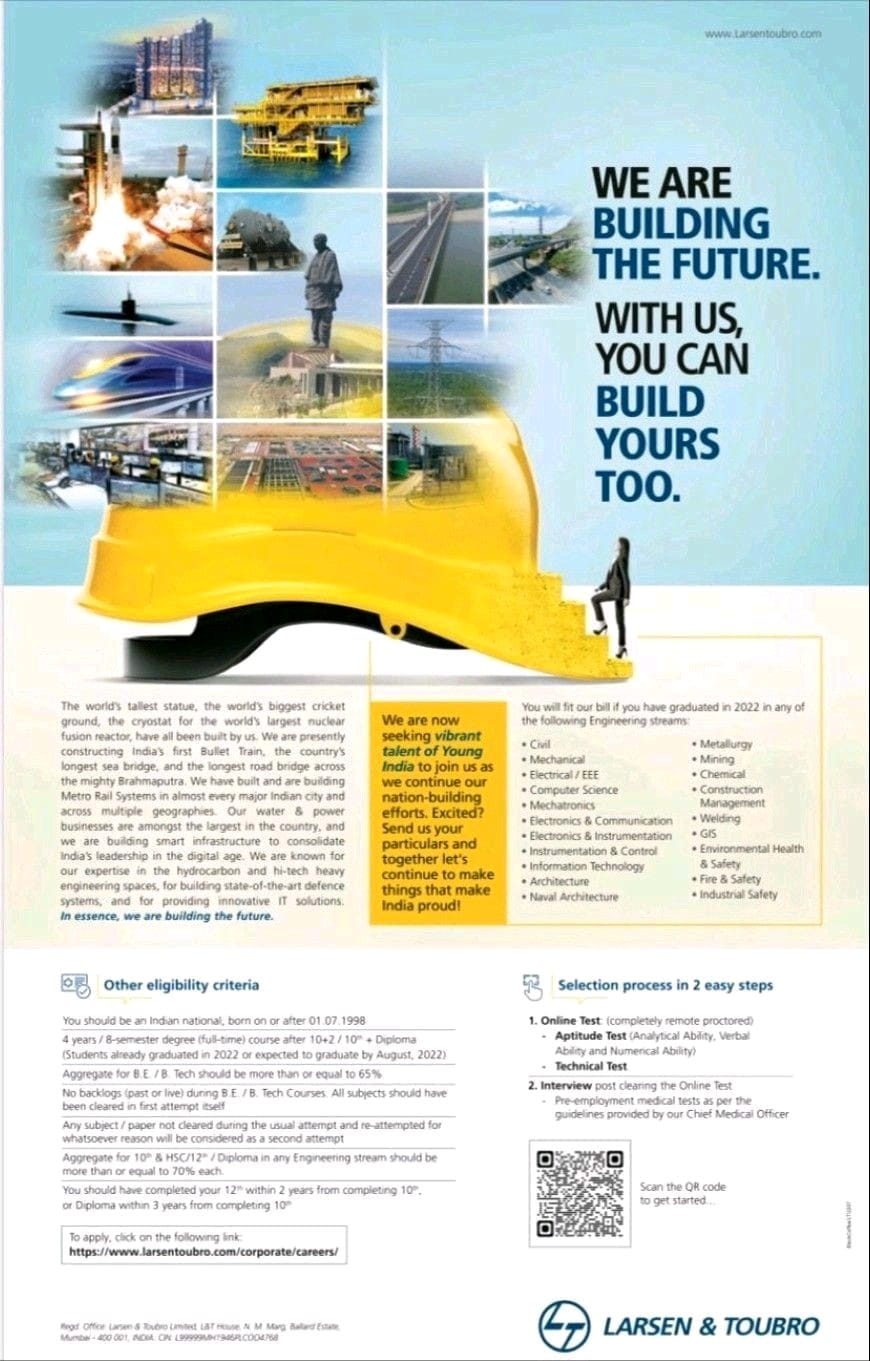 www.Larsentoubro.com
WE ARE
BUILDING
THE FUTURE.
WITH US,
YOU CAN
BUILD
YOURS
TOO.
The world's tallest statue, the world's biggest cricket
ground, the cryostat for the world's largest nuclear
fusion reactor, have all been built by us. We are presently
constructing India's first Bullet Train, the country's
longest sea bridge, and the longest road bridge across
the mighty Brahmaputra. We have built and are building
Metro Rail Systems in almost every major Indian city and
across multiple geographies. Our water & power
businesses are amongst the largest in the country, and
we are building smart infrastructure to consolidate
India's leadership in the digital age. We are known for
our expertise in the hydrocarbon and hi-tech heavy
engineering spaces, for building state-of-the-art defence
systems, and for providing innovative IT solutions.
In essence, we are building the future.
We are now
seeking vibrant
talent of Young
India to join us as
we continue our
nation-building
efforts. Excited?
Send us your
particulars and
together let's
continue to make
things that make
India proud!
You will fit our bill if you have graduated in 2022 in any of
the following Engineering streams:
• Civil
• Mechanical
• Electrical / EEE
• Computer Science
• Mechatronics
• Electronics & Communication
• Electronics & Instrumentation
• Instrumentation & Control
• Information Technology
• Architecture
• Naval Architecture
• Metallurgy
• Mining
• Chemical
• Construction
Management
• Welding
• GIS
• Environmental Health
& Safety
• Fire & Safety
• Industrial Safety
Other eligibility criteria
You should be an Indian national, born on or after 01.07.1998
4 years / 8-semester degree (full-time) course after 10+2 / 10th + Diploma
(Students already graduated in 2022 or expected to graduate by August, 2022)
Aggregate for B.E. / B. Tech should be more than or equal to 65%
No backlogs (past or live) during B.E. / B. Tech Courses. All subjects should have
been cleared in first attempt itself
Any subject / paper not cleared during the usual attempt and re-attempted for
whatsoever reason will be considered as a second attempt
Aggregate for 10th & HSC/12th / Diploma in any Engineering stream should be
more than or equal to 70% each.
You should have completed your 12th within 2 years from completing 10th,
or Diploma within 3 years from completing 10th
To apply, click on the following link:
https://www.larsentoubro.com/corporate/careers/
Selection process in 2 easy steps
1. Online Test: (completely remote proctored)
- Aptitude Test (Analytical Ability, Verbal
Ability and Numerical Ability)
- Technical Test
2. Interview post clearing the Online Test
- Pre-employment medical tests as per the
guidelines provided by our Chief Medical Officer
Scan the QR code
to get started...
Regd. Office: Larsen & Toubro Limited, L&T House, N. M. Marg, Ballard Estate,
Mumbai - 400 001, INDIA. CIN: L99999MH1946PLC004768
LARSEN & TOUBRO